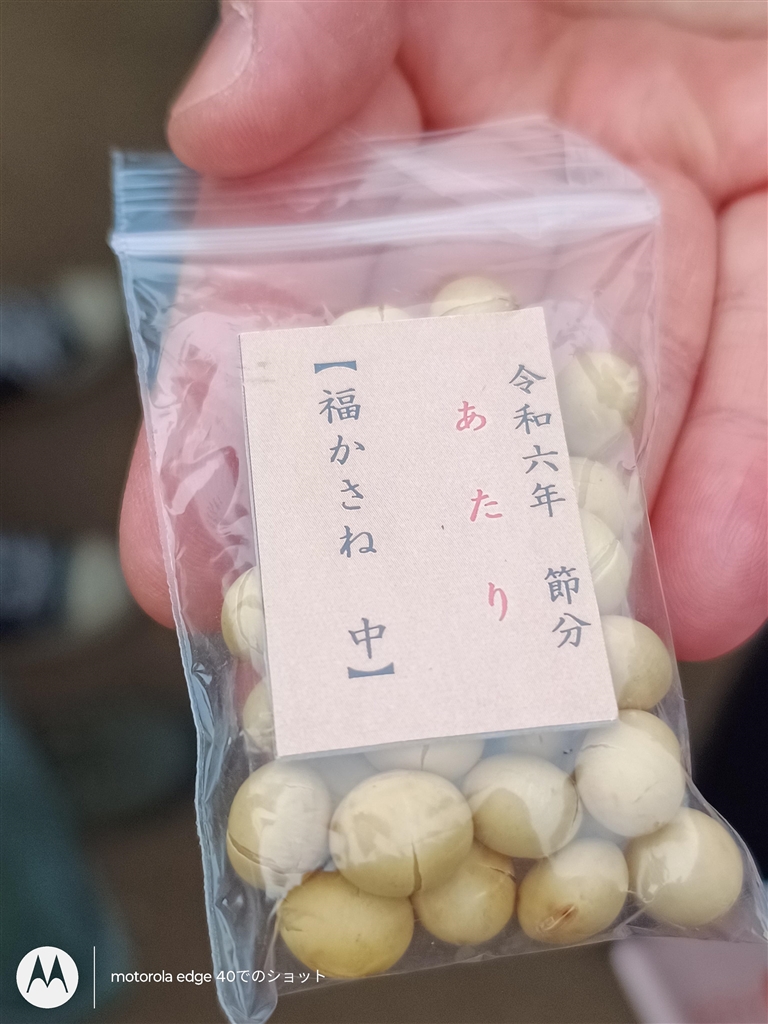 令和六年 節分
あたり
【福かさね 中】
motorola edge 40でのショット